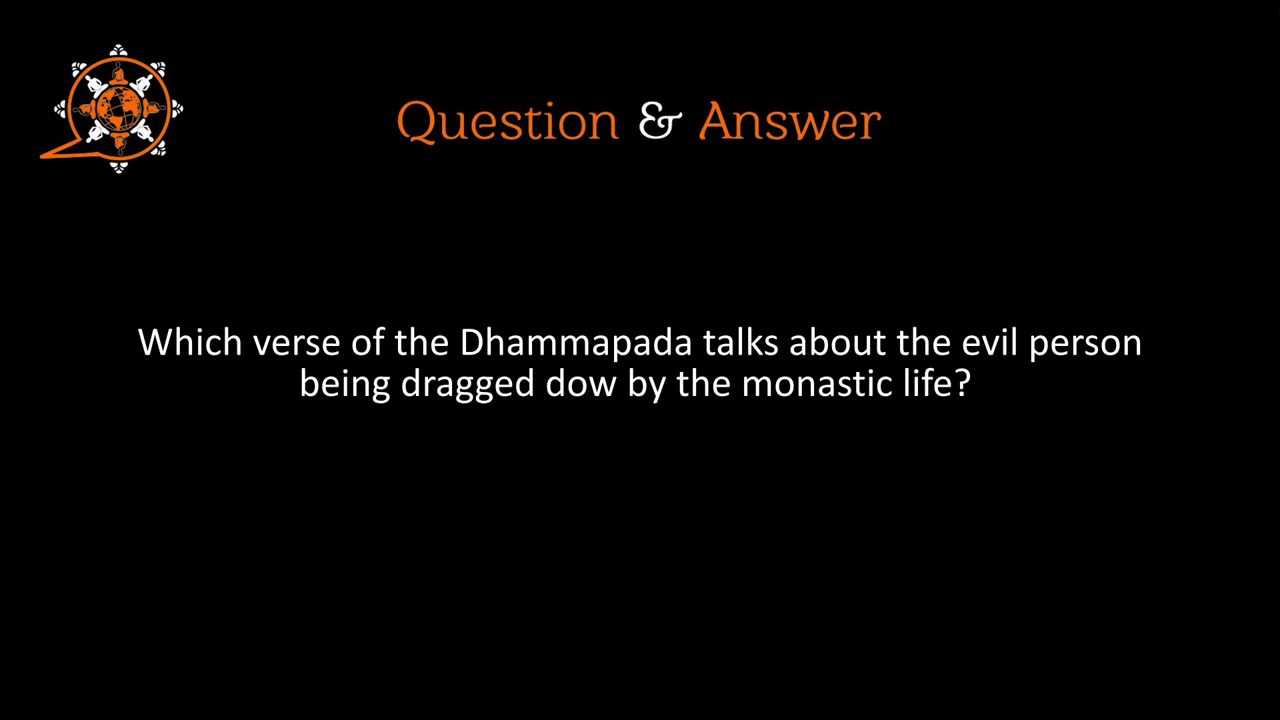 Question & Answer
Which verse of the Dhammapada talks about the evil person
being dragged dow by the monastic life?